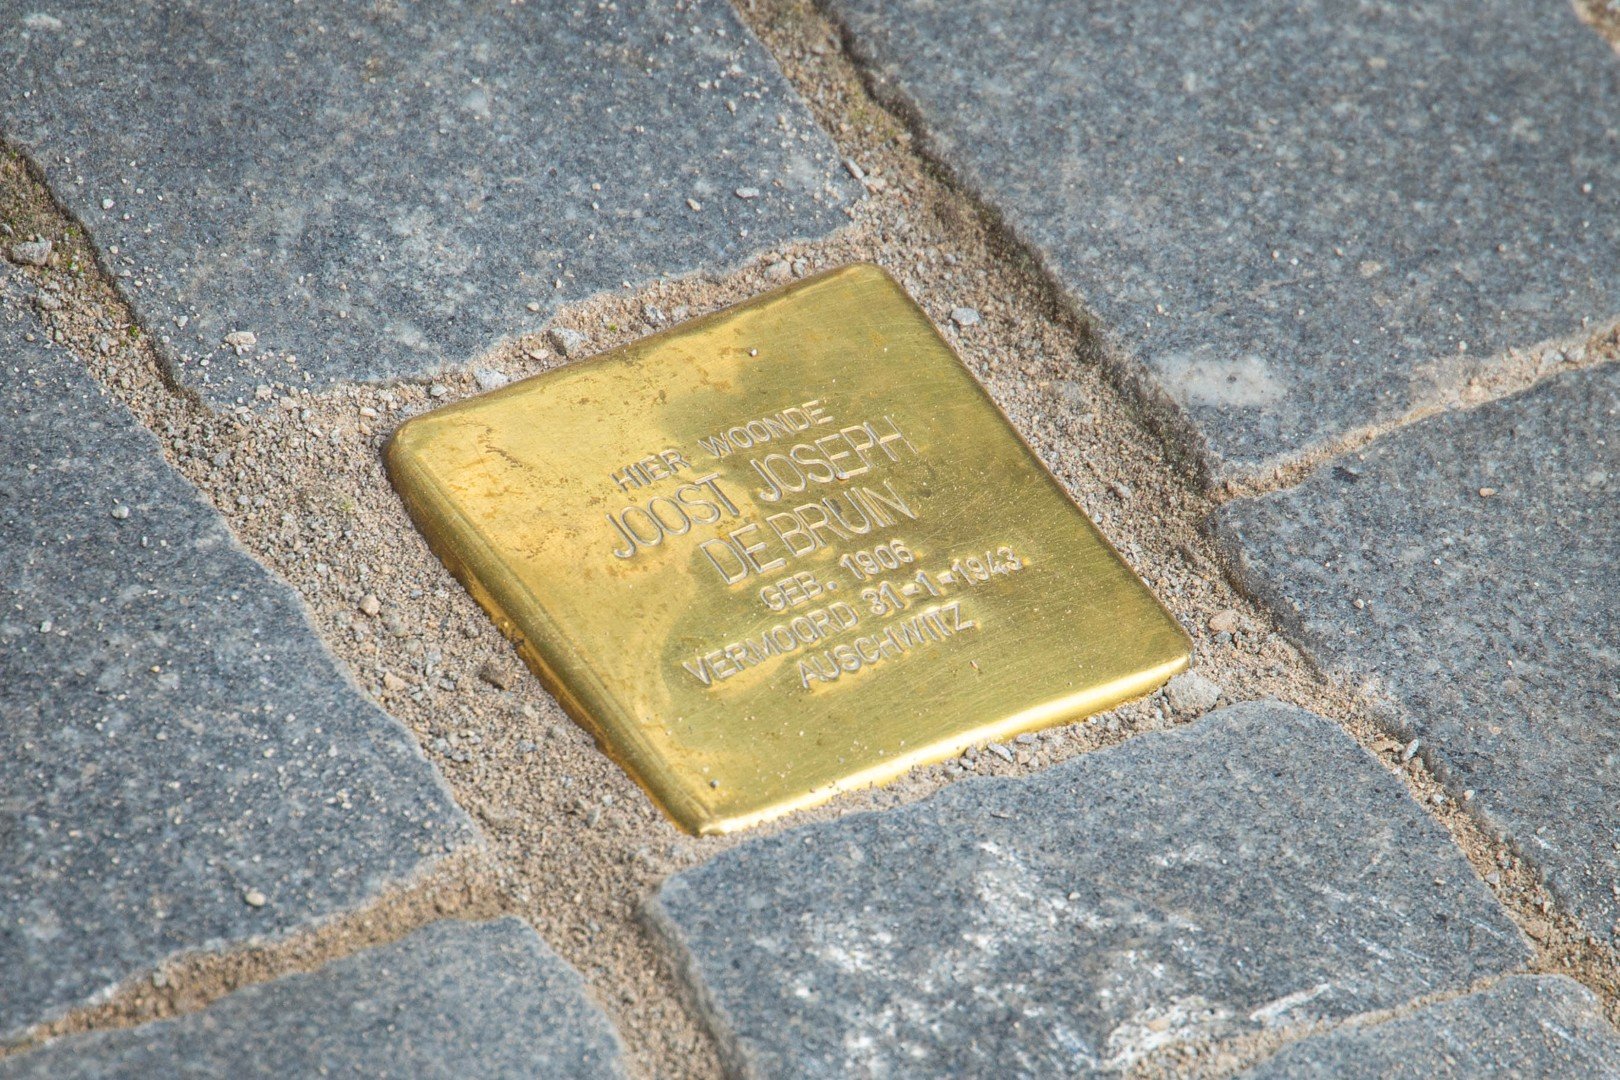 HIER WOONDE
JOOST JOSEPH
DE BRUIN
GEB. 1906
VERMOORD 31-1-1943
AUSCHWITZ